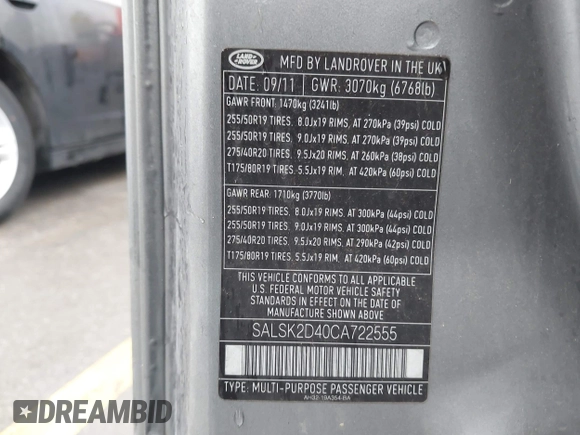 LAND ROVER
MFD BY LANDROVER IN THE UK
DATE: 09/11 GWR: 3070kg (6768lb)
GAWR FRONT: 1470kg (3241lb)
255/50R19 TIRES, 8.0Jx19 RIMS, AT 270kPa (39psi) COLD
255/50R19 TIRES, 9.0Jx19 RIMS, AT 270kPa (39psi) COLD
275/40R20 TIRES, 9.5Jx20 RIMS, AT 260kPa (38psi) COLD
T175/80R19 TIRES, 5.5Jx19 RIM, AT 420kPa (60psi) COLD
GAWR REAR: 1710kg (3770lb)
255/50R19 TIRES, 8.0Jx19 RIMS, AT 300kPa (44psi) COLD
255/50R19 TIRES, 9.0Jx19 RIMS, AT 300kPa (44psi) COLD
275/40R20 TIRES, 9.5Jx20 RIMS, AT 290kPa (42psi) COLD
T175/80R19 TIRES, 5.5Jx19 RIM, AT 420kPa (60psi) COLD
THIS VEHICLE CONFORMS TO ALL APPLICABLE
U.S. FEDERAL MOTOR VEHICLE SAFETY
STANDARDS IN EFFECT ON THE DATE OF
MANUFACTURE SHOWN ABOVE.
SALSK2D40CA722555
TYPE: MULTI-PURPOSE PASSENGER VEHICLE
AH32-19A354-BA
DEALERSCHOICE.AI